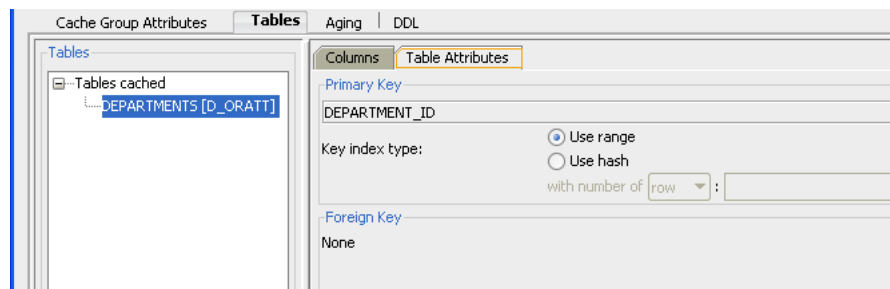 Cache Group Attributes Tables Aging DDL
Tables
Tables cached
DEPARTMENTS [D_ORATT]
Columns Table Attributes
Primary Key
DEPARTMENT_ID
Key index type:
Use range
Use hash
with number of row :
Foreign Key
None